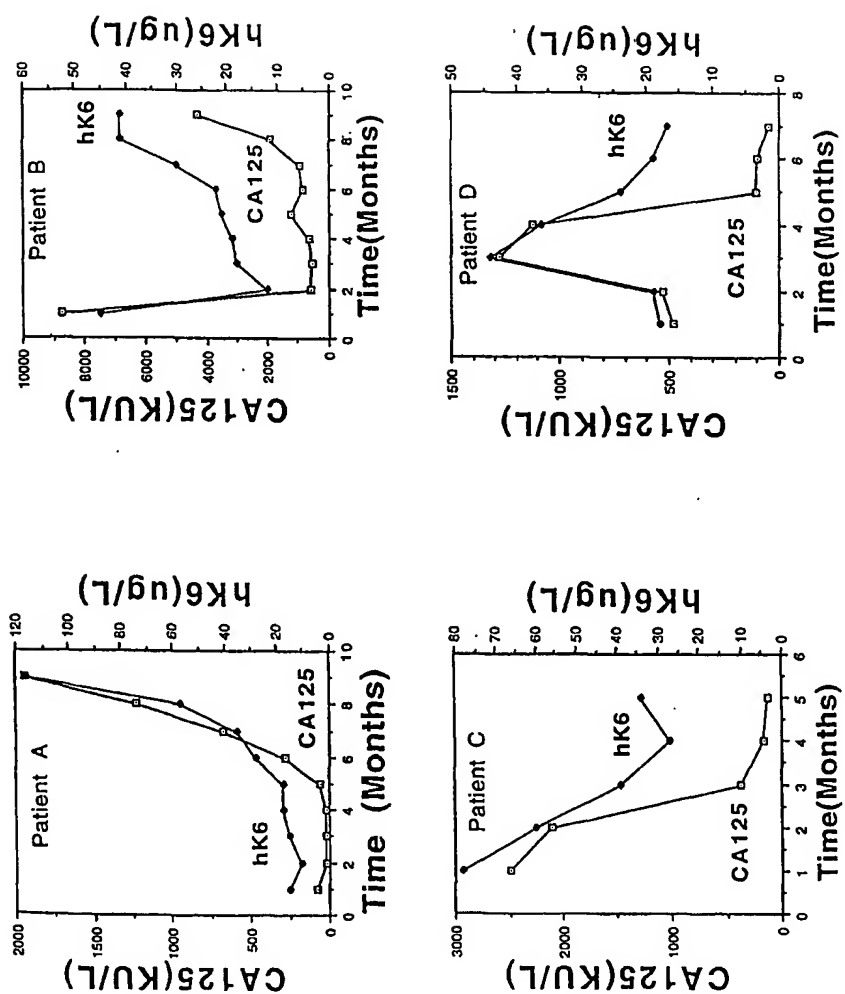 Patient A
CA125(KU/L)
2000
1500
1000
500
0
hK6(ug/L)
120
100
80
60
40
20
0
hK6
CA125
0 2 4 6 8 10
Time (Months)
Patient B
CA125(KU/L)
10000
8000
6000
4000
2000
0
hK6(ug/L)
60
50
40
30
20
10
0
hK6
CA125
0 2 4 6 8 10
Time(Months)
Patient C
CA125(KU/L)
3000
2000
1000
0
hK6(ug/L)
80
70
60
50
40
30
20
10
0
hK6
CA125
0 1 2 3 4 5 6
Time(Months)
Patient D
CA125(KU/L)
1500
1000
500
0
hK6(ug/L)
50
40
30
20
10
0
hK6
CA125
0 2 4 6 8
Time(Months)